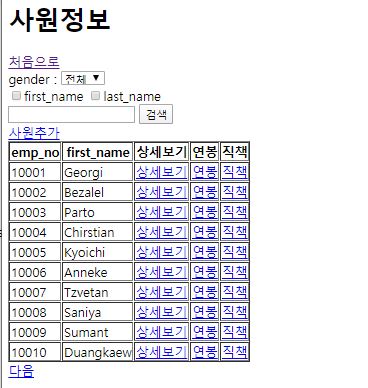 사원정보
처음으로
gender : 전체
first_name last_name
검색
사원추가
emp_no first_name 상세보기 연봉 직책
10001 Georgi 상세보기 연봉 직책
10002 Bezalel 상세보기 연봉 직책
10003 Parto 상세보기 연봉 직책
10004 Chirstian 상세보기 연봉 직책
10005 Kyoichi 상세보기 연봉 직책
10006 Anneke 상세보기 연봉 직책
10007 Tzvetan 상세보기 연봉 직책
10008 Saniya 상세보기 연봉 직책
10009 Sumant 상세보기 연봉 직책
10010 Duangkaew 상세보기 연봉 직책
다음